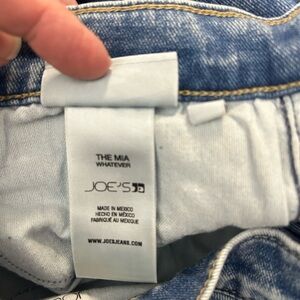 THE MIA
WHATEVER
JOE'S
MADE IN MEXICO
HECHO EN MÉXICO
FABRIQUÉ AU MEXIQUE
WWW.JOESJEANS.COM